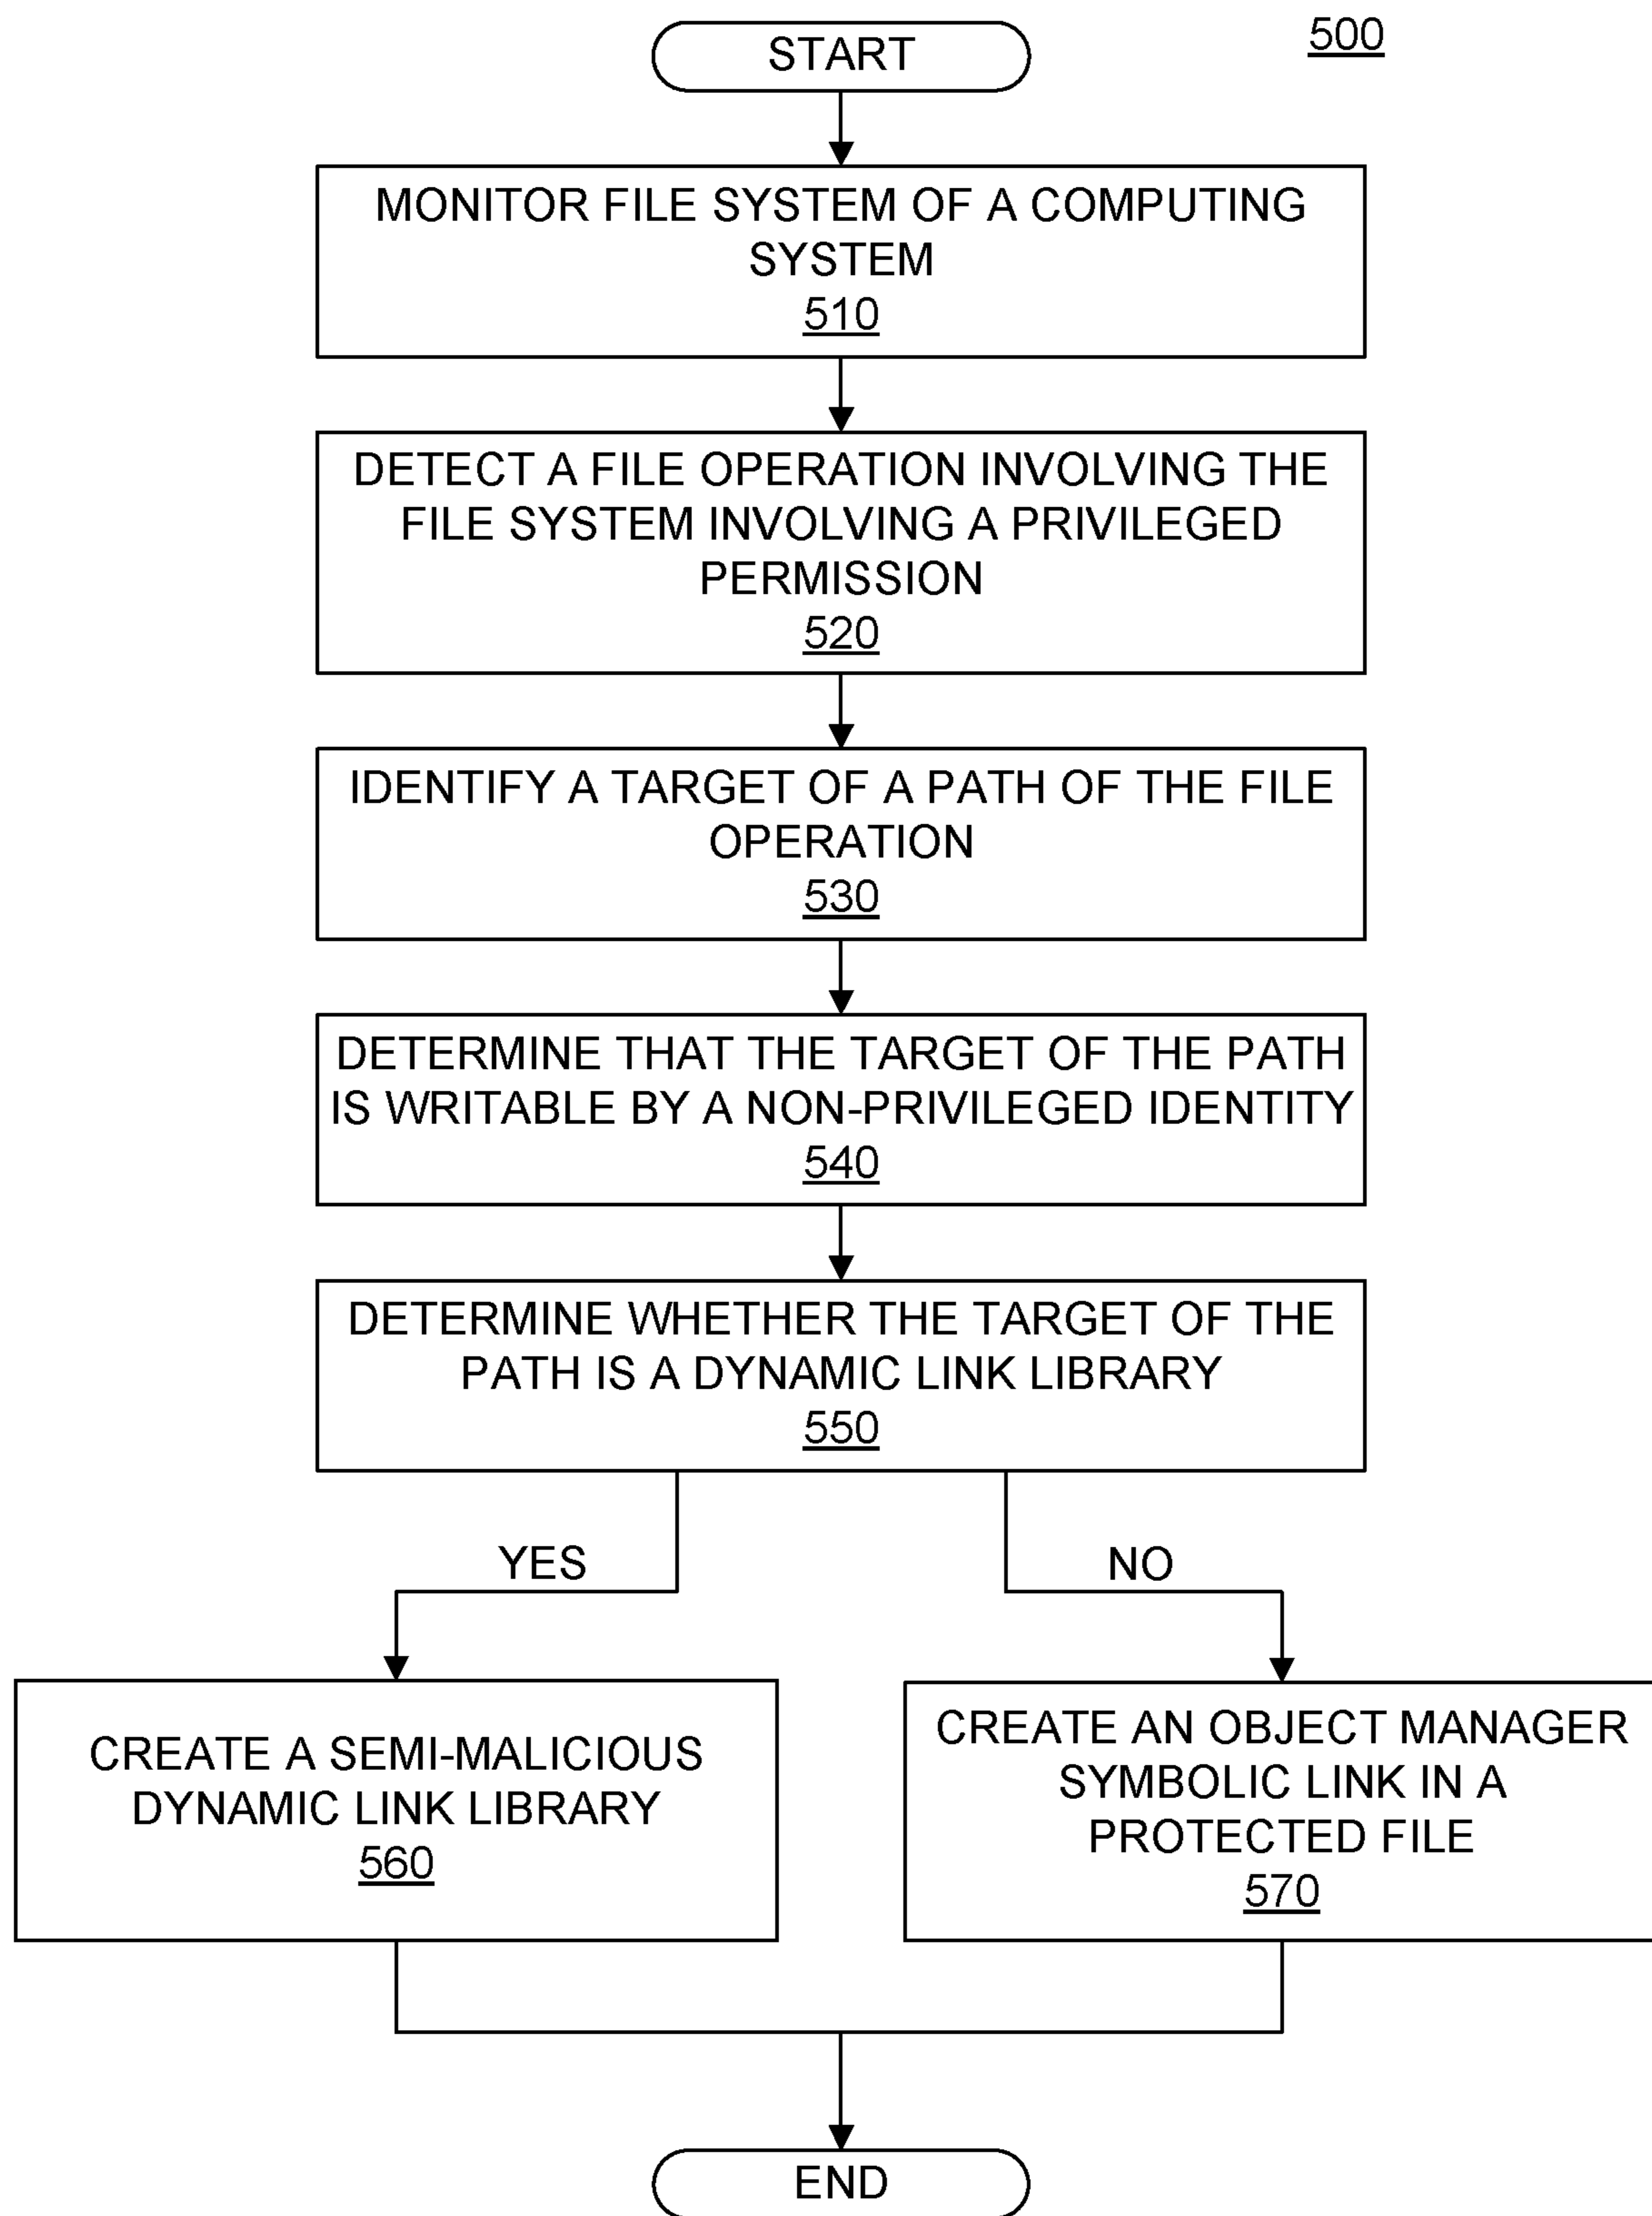 500
START
MONITOR FILE SYSTEM OF A COMPUTING
SYSTEM
510
DETECT A FILE OPERATION INVOLVING THE
FILE SYSTEM INVOLVING A PRIVILEGED
PERMISSION
520
IDENTIFY A TARGET OF A PATH OF THE FILE
OPERATION
530
DETERMINE THAT THE TARGET OF THE PATH
IS WRITABLE BY A NON-PRIVILEGED IDENTITY
540
DETERMINE WHETHER THE TARGET OF THE
PATH IS A DYNAMIC LINK LIBRARY
550
YES
NO
CREATE A SEMI-MALICIOUS
DYNAMIC LINK LIBRARY
560
CREATE AN OBJECT MANAGER
SYMBOLIC LINK IN A
PROTECTED FILE
570
END